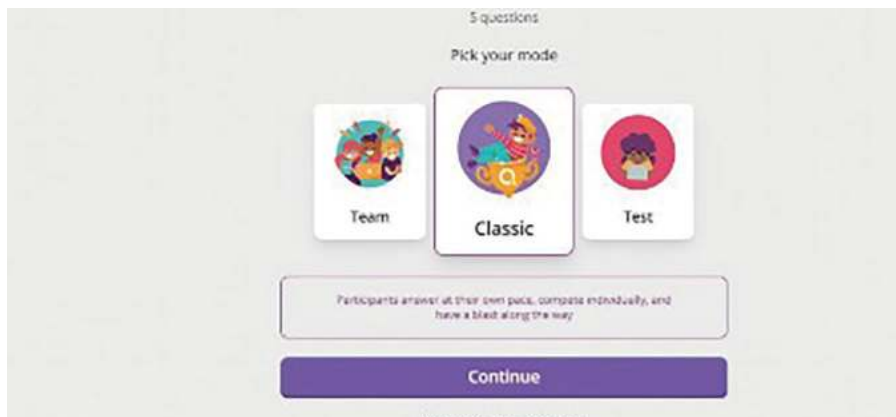 5 questions
Pick your mode
Team
Classic
Test
Participants answer at their own pace, compete individually, and
have a blast along the way
Continue